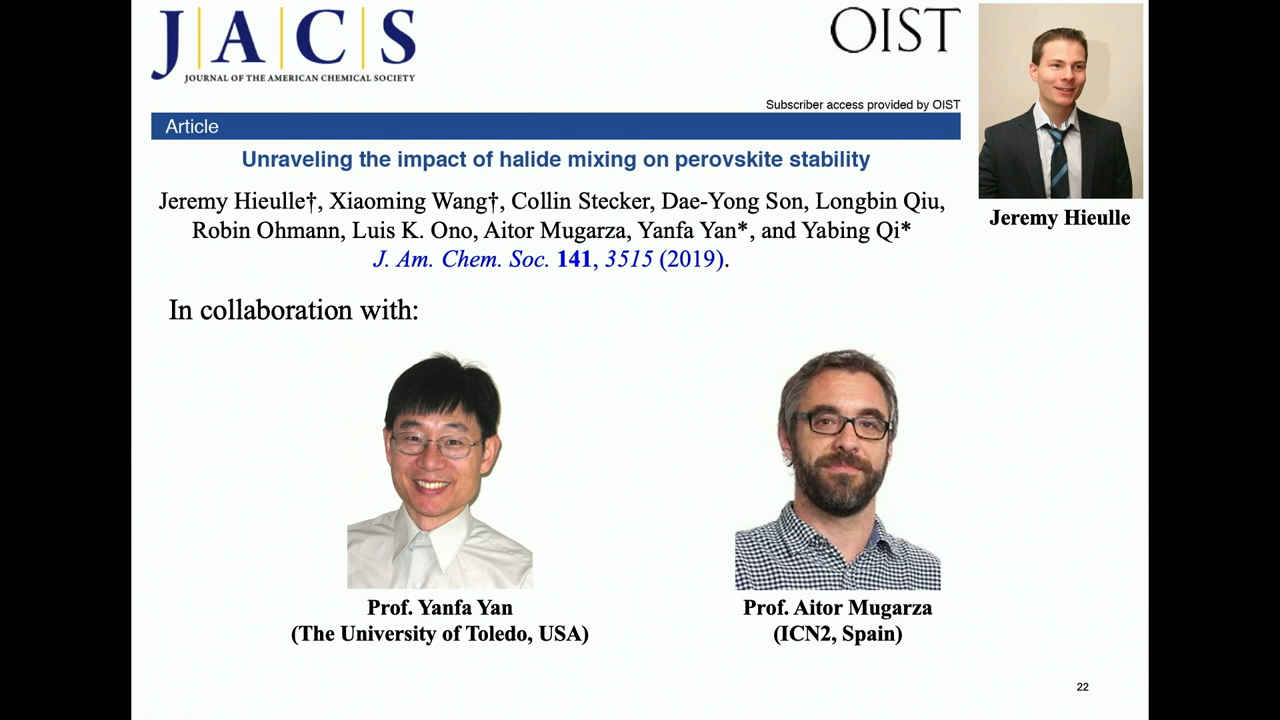 JACS
JOURNAL OF THE AMERICAN CHEMICAL SOCIETY
OIST
Subscriber access provided by OIST
Article
Unraveling the impact of halide mixing on perovskite stability
Jeremy Hieulle†, Xiaoming Wang†, Collin Stecker, Dae-Yong Son, Longbin Qiu,
Robin Ohmann, Luis K. Ono, Aitor Mugarza, Yanfa Yan*, and Yabing Qi*
J. Am. Chem. Soc. 141, 3515 (2019).
Jeremy Hieulle
In collaboration with:
Prof. Yanfa Yan
(The University of Toledo, USA)
Prof. Aitor Mugarza
(ICN2, Spain)
22